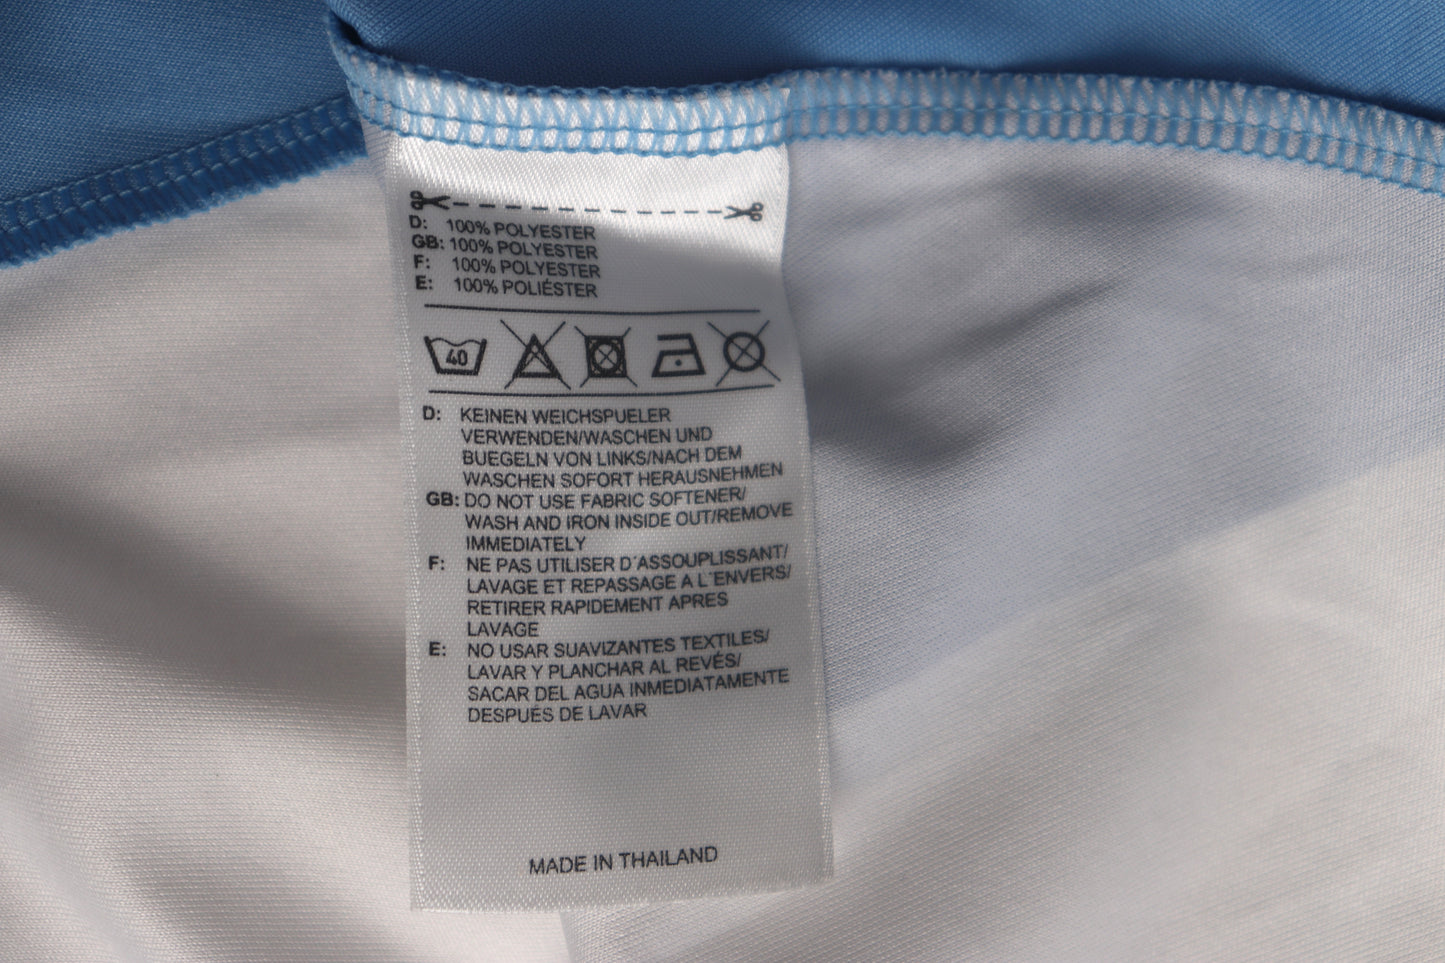 D: 100% POLYESTER
GB: 100% POLYESTER
F: 100% POLYESTER
E: 100% POLIÉSTER
40
D: KEINEN WEICHSPUELER
VERWENDEN/WASCHEN UND
BUEGELN VON LINKS/NACH DEM
WASCHEN SOFORT HERAUSNEHMEN
GB: DO NOT USE FABRIC SOFTENER/
WASH AND IRON INSIDE OUT/REMOVE
IMMEDIATELY
F: NE PAS UTILISER D´ASSOUPLISSANT/
LAVAGE ET REPASSAGE A L´ENVERS/
RETIRER RAPIDEMENT APRES
LAVAGE
E: NO USAR SUAVIZANTES TEXTILES/
LAVAR Y PLANCHAR AL REVÉS/
SACAR DEL AGUA INMEDIATAMENTE
DESPUÉS DE LAVAR
MADE IN THAILAND